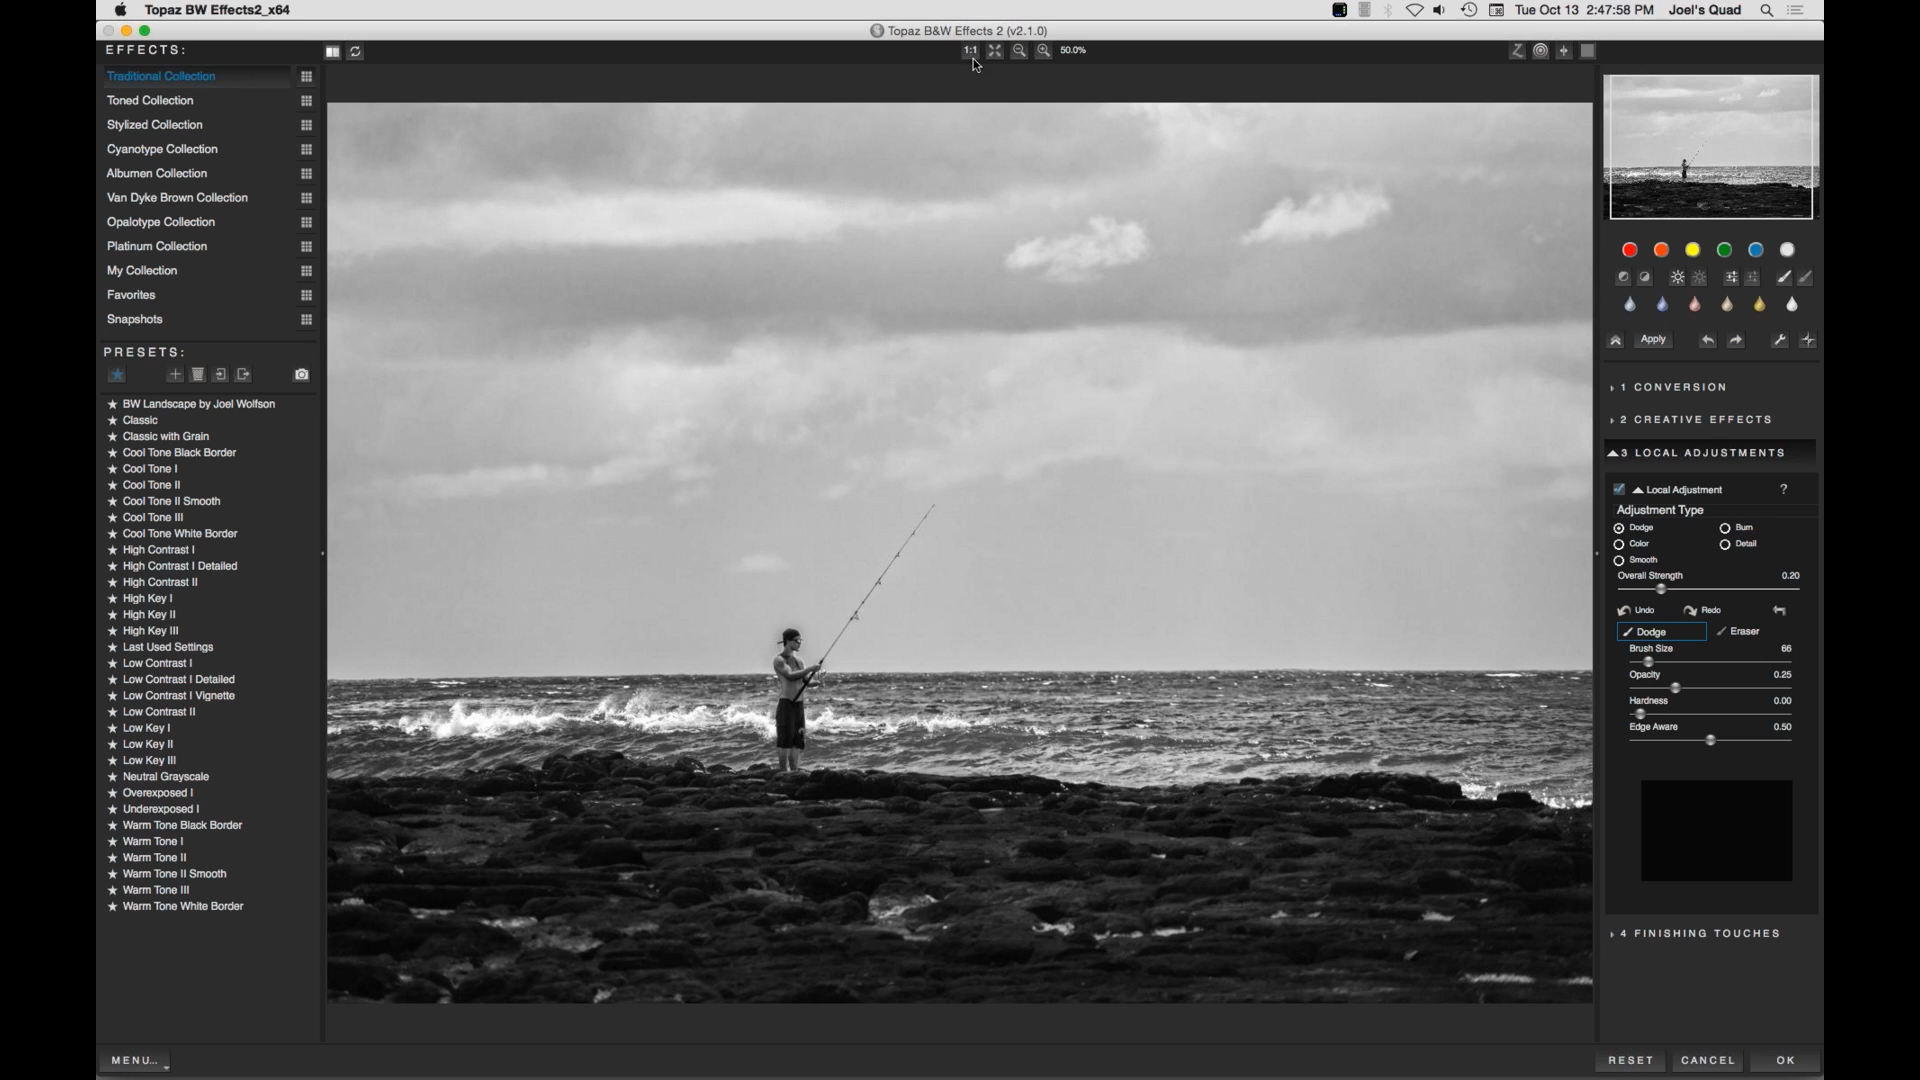 Topaz BW Effects2_x64
Tue Oct 13 2:47:58 PM Joel's Quad
Topaz B&W Effects 2 (v2.1.0)
EFFECTS:
1:1
50.0%
Traditional Collection
Toned Collection
Stylized Collection
Cyanotype Collection
Albumen Collection
Van Dyke Brown Collection
Opalotype Collection
Platinum Collection
My Collection
Favorites
Snapshots
PRESETS:
BW Landscape by Joel Wolfson
Classic
Classic with Grain
Cool Tone Black Border
Cool Tone I
Cool Tone II
Cool Tone II Smooth
Cool Tone III
Cool Tone White Border
High Contrast I
High Contrast I Detailed
High Contrast II
High Key I
High Key II
High Key III
Last Used Settings
Low Contrast I
Low Contrast I Detailed
Low Contrast I Vignette
Low Contrast II
Low Key I
Low Key II
Low Key III
Neutral Grayscale
Overexposed I
Underexposed I
Warm Tone Black Border
Warm Tone I
Warm Tone II
Warm Tone II Smooth
Warm Tone III
Warm Tone White Border
MENU...
Apply
1 CONVERSION
2 CREATIVE EFFECTS
3 LOCAL ADJUSTMENTS
Local Adjustment ?
Adjustment Type
Dodge Burn
Color Detail
Smooth
Overall Strength 0.20
Undo Redo
Dodge Eraser
Brush Size 66
Opacity 0.25
Hardness 0.00
Edge Aware 0.50
4 FINISHING TOUCHES
RESET CANCEL OK